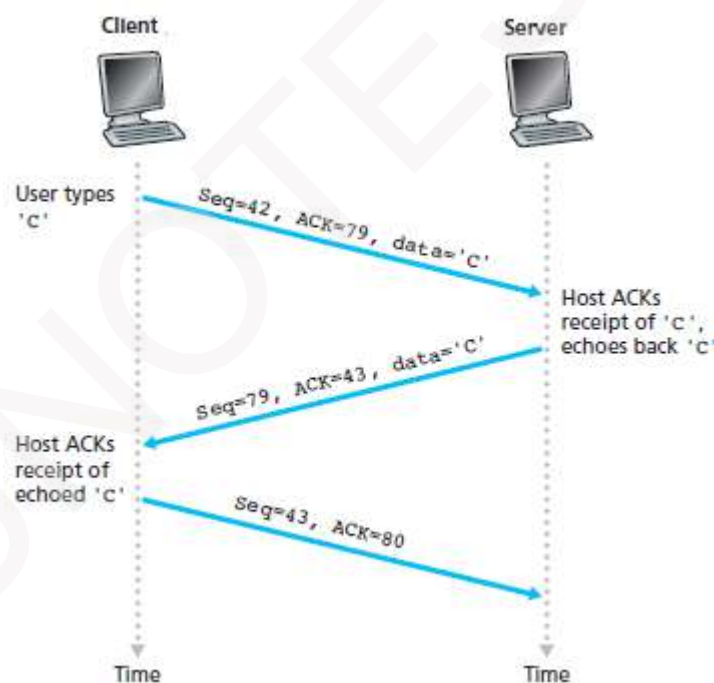 Client
Server
User types
'C'
Seq=42, ACK=79, data='C'
Host ACKs
receipt of 'C',
echoes back 'C'
Seq=79, ACK=43, data='C'
Host ACKs
receipt of
echoed 'C'
Seq=43, ACK=80
Time
Time